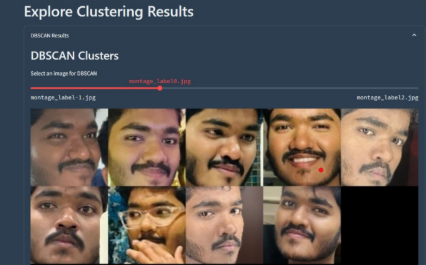 Explore Clustering Results
DBSCAN Results
DBSCAN Clusters
Select an Image for DBSCAN
montage_label0.jpg
montage_label-1.jpg montage_label2.jpg